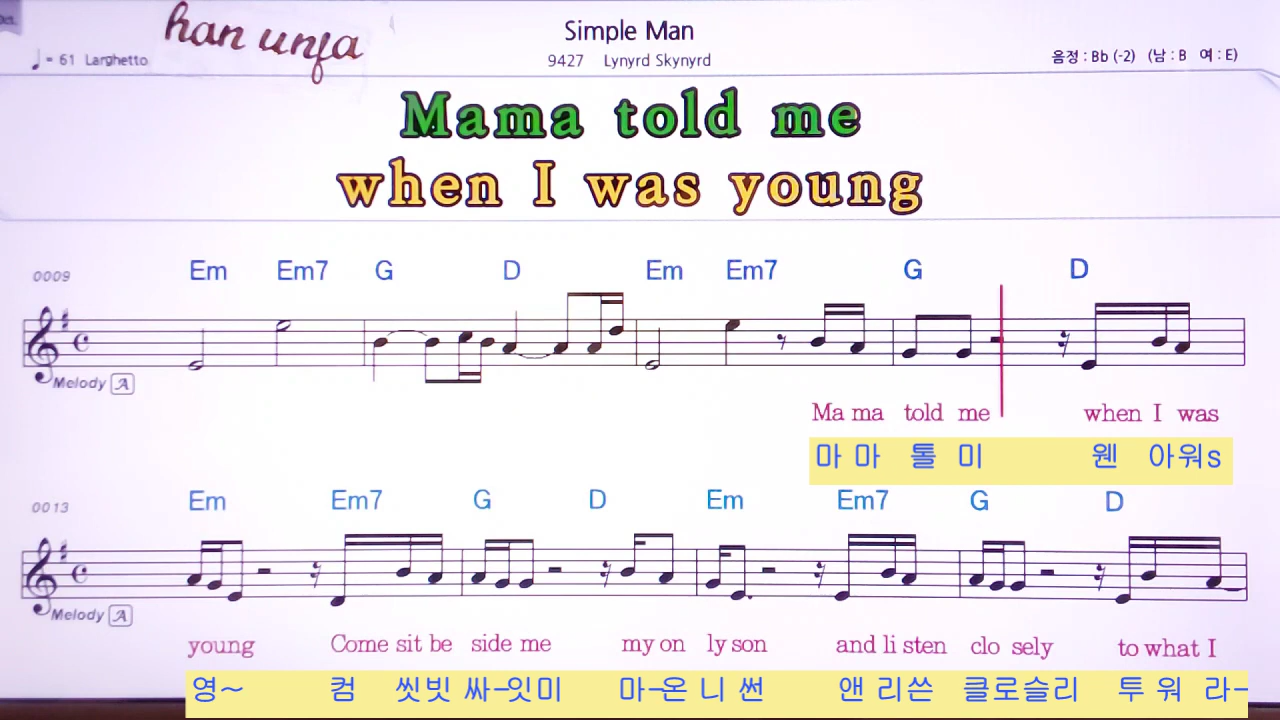 han unja
Simple Man
♩= 61 Larghetto
9427 Lynyrd Skynyrd
음정 : Bb (-2) (남 : B 여 : E)
Mama told me
when I was young
0009
Em Em7 G D Em Em7 G D
Melody A
Ma ma told me when I was
마 마 톨 미 웬 아워s
0013
Em Em7 G D Em Em7 G D
Melody A
young Come sit be side me my on ly son and li sten clo sely to what I
영~ 컴 씻빗 싸-잇미 마-온 니 썬 앤 리쓴 클로슬리 투 워 라-